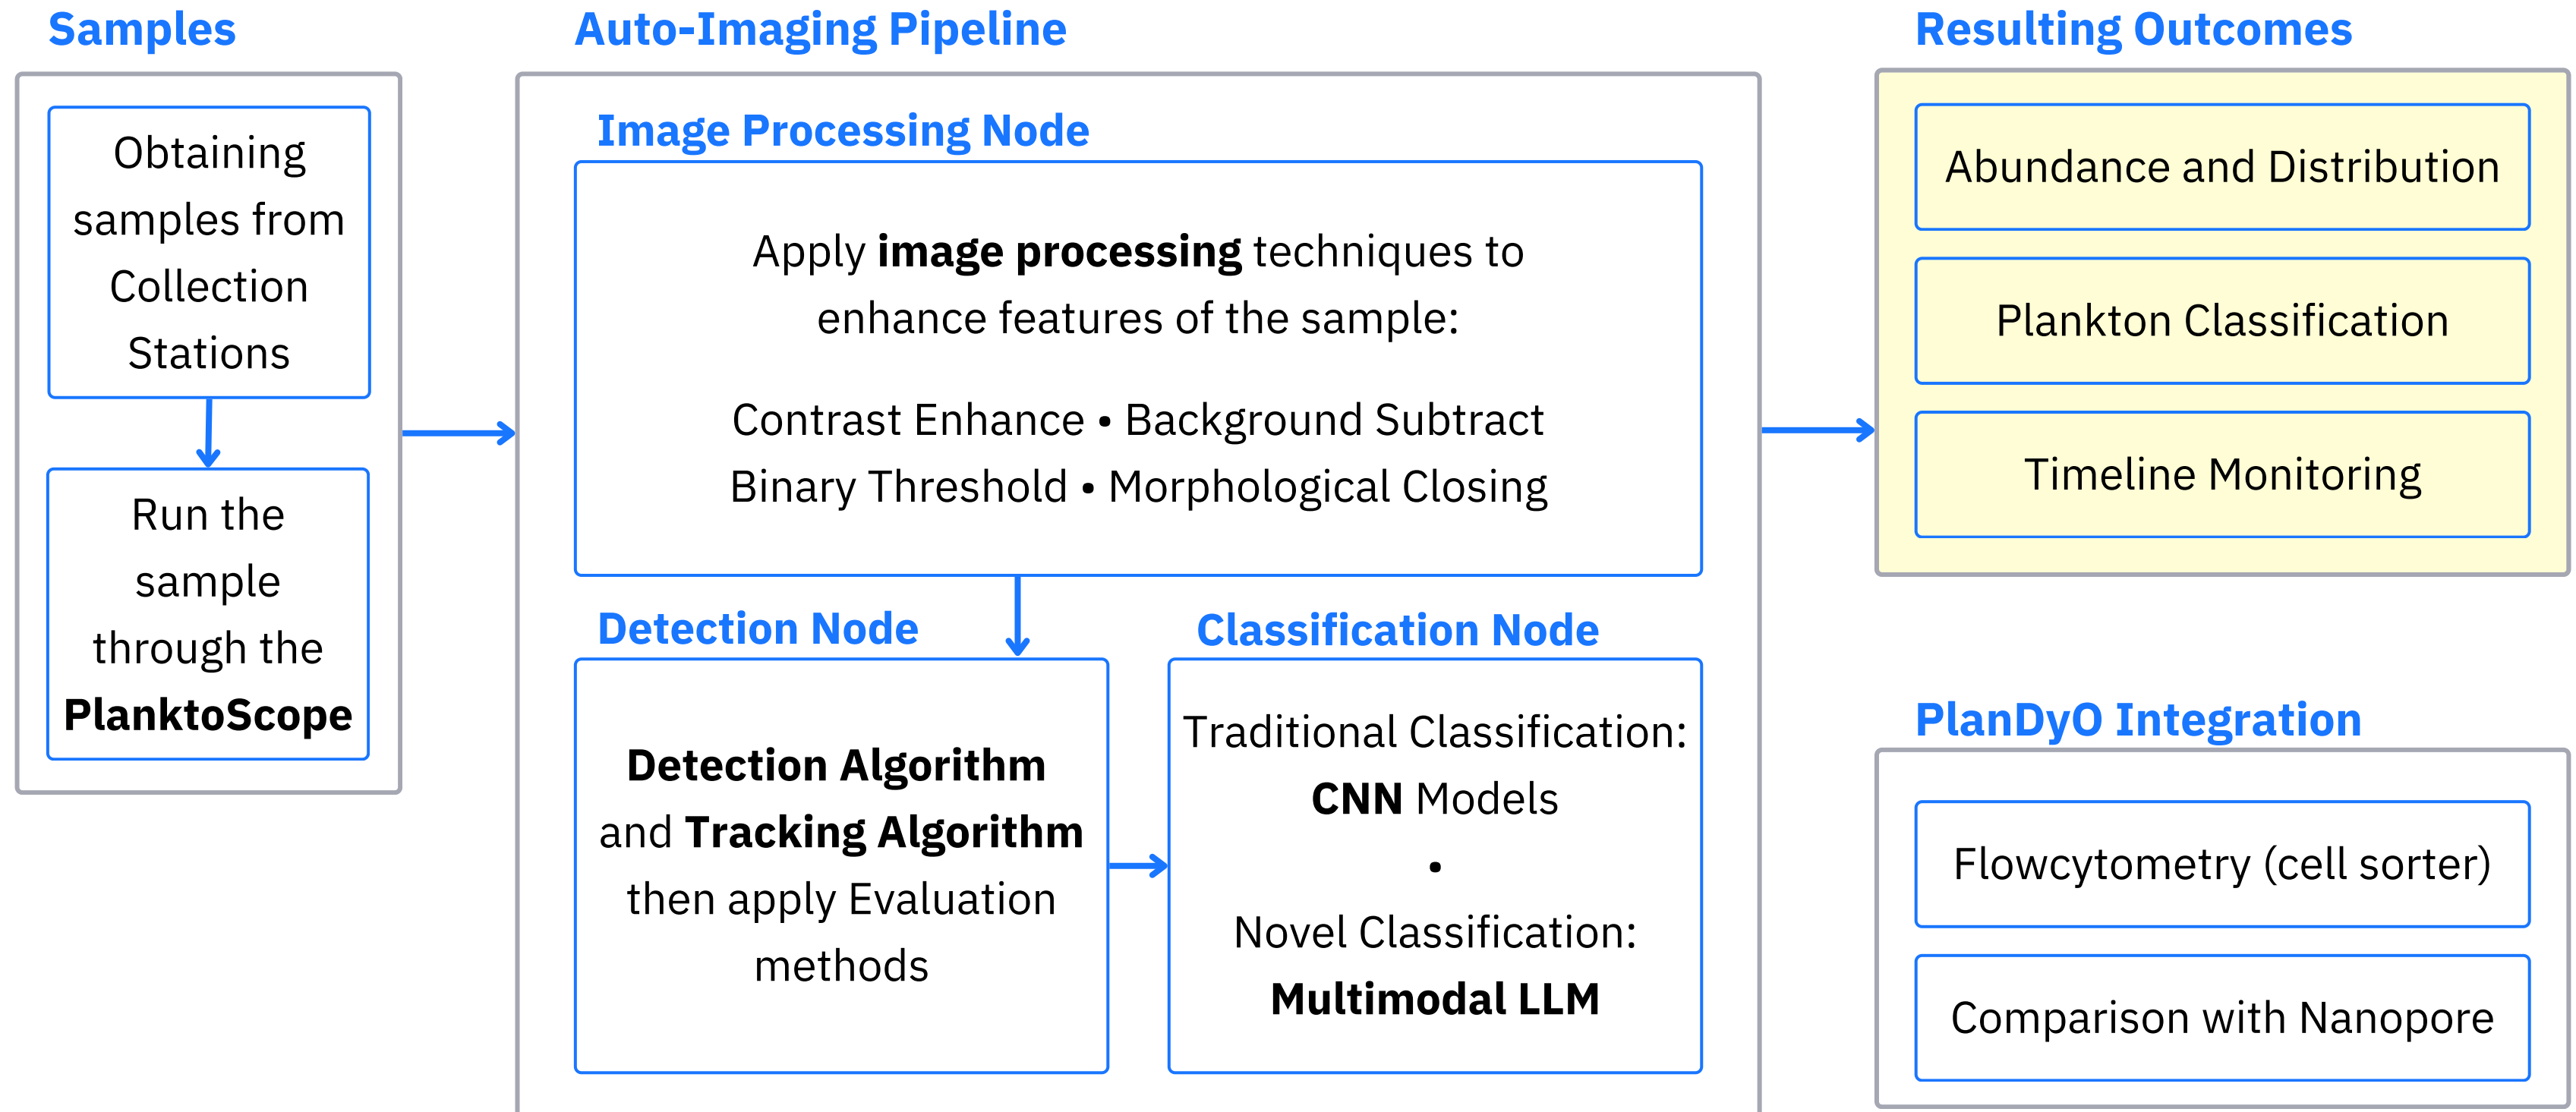 Samples
Obtaining
samples from
Collection
Stations
Run the
sample
through the
PlanktoScope
Auto-Imaging Pipeline
Image Processing Node
Apply image processing techniques to
enhance features of the sample:
Contrast Enhance • Background Subtract
Binary Threshold • Morphological Closing
Detection Node
Detection Algorithm
and Tracking Algorithm
then apply Evaluation
methods
Classification Node
Traditional Classification:
CNN Models
•
Novel Classification:
Multimodal LLM
Resulting Outcomes
Abundance and Distribution
Plankton Classification
Timeline Monitoring
PlanDyO Integration
Flowcytometry (cell sorter)
Comparison with Nanopore